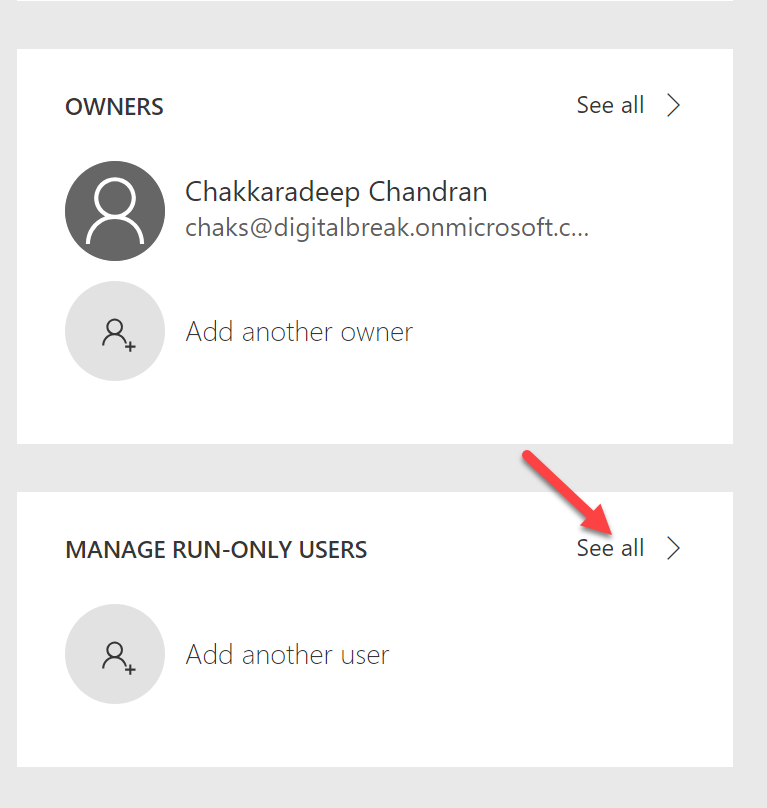 OWNERS
See all
Chakkaradeep Chandran
chaks@digitalbreak.onmicrosoft.c...
Add another owner
MANAGE RUN-ONLY USERS
See all
Add another user